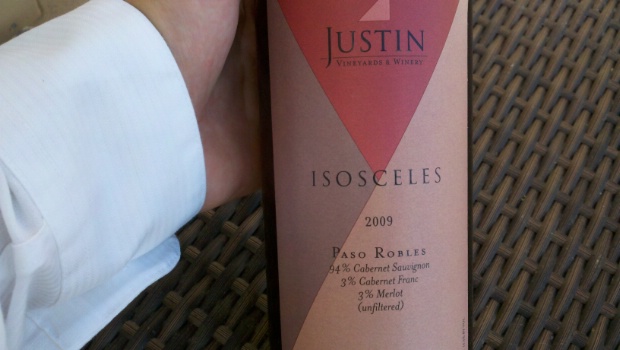 JUSTIN
VINEYARDS & WINERY
ISOSCELES
2009
PASO ROBLES
94% Cabernet Sauvignon
3% Cabernet Franc
3% Merlot
(unfiltered)